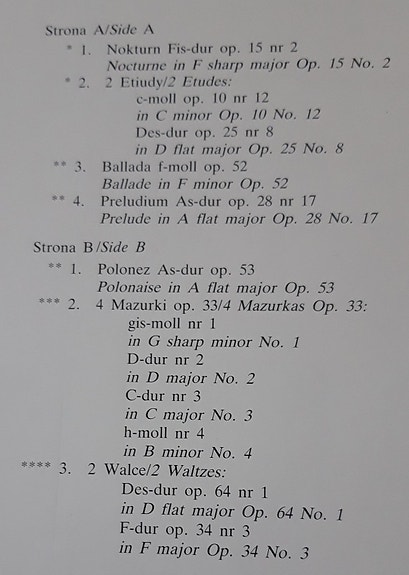 Strona A/Side A
* 1. Nokturn Fis-dur op. 15 nr 2
Nocturne in F sharp major Op. 15 No. 2
* 2. 2 Etiudy/2 Etudes:
c-moll op. 10 nr 12
in C minor Op. 10 No. 12
Des-dur op. 25 nr 8
in D flat major Op. 25 No. 8
** 3. Ballada f-moll op. 52
Ballade in F minor Op. 52
** 4. Preludium As-dur op. 28 nr 17
Prelude in A flat major Op. 28 No. 17
Strona B/Side B
** 1. Polonez As-dur op. 53
Polonaise in A flat major Op. 53
*** 2. 4 Mazurki op. 33/4 Mazurkas Op. 33:
gis-moll nr 1
in G sharp minor No. 1
D-dur nr 2
in D major No. 2
C-dur nr 3
in C major No. 3
h-moll nr 4
in B minor No. 4
**** 3. 2 Walce/2 Waltzes:
Des-dur op. 64 nr 1
in D flat major Op. 64 No. 1
F-dur op. 34 nr 3
in F major Op. 34 No. 3